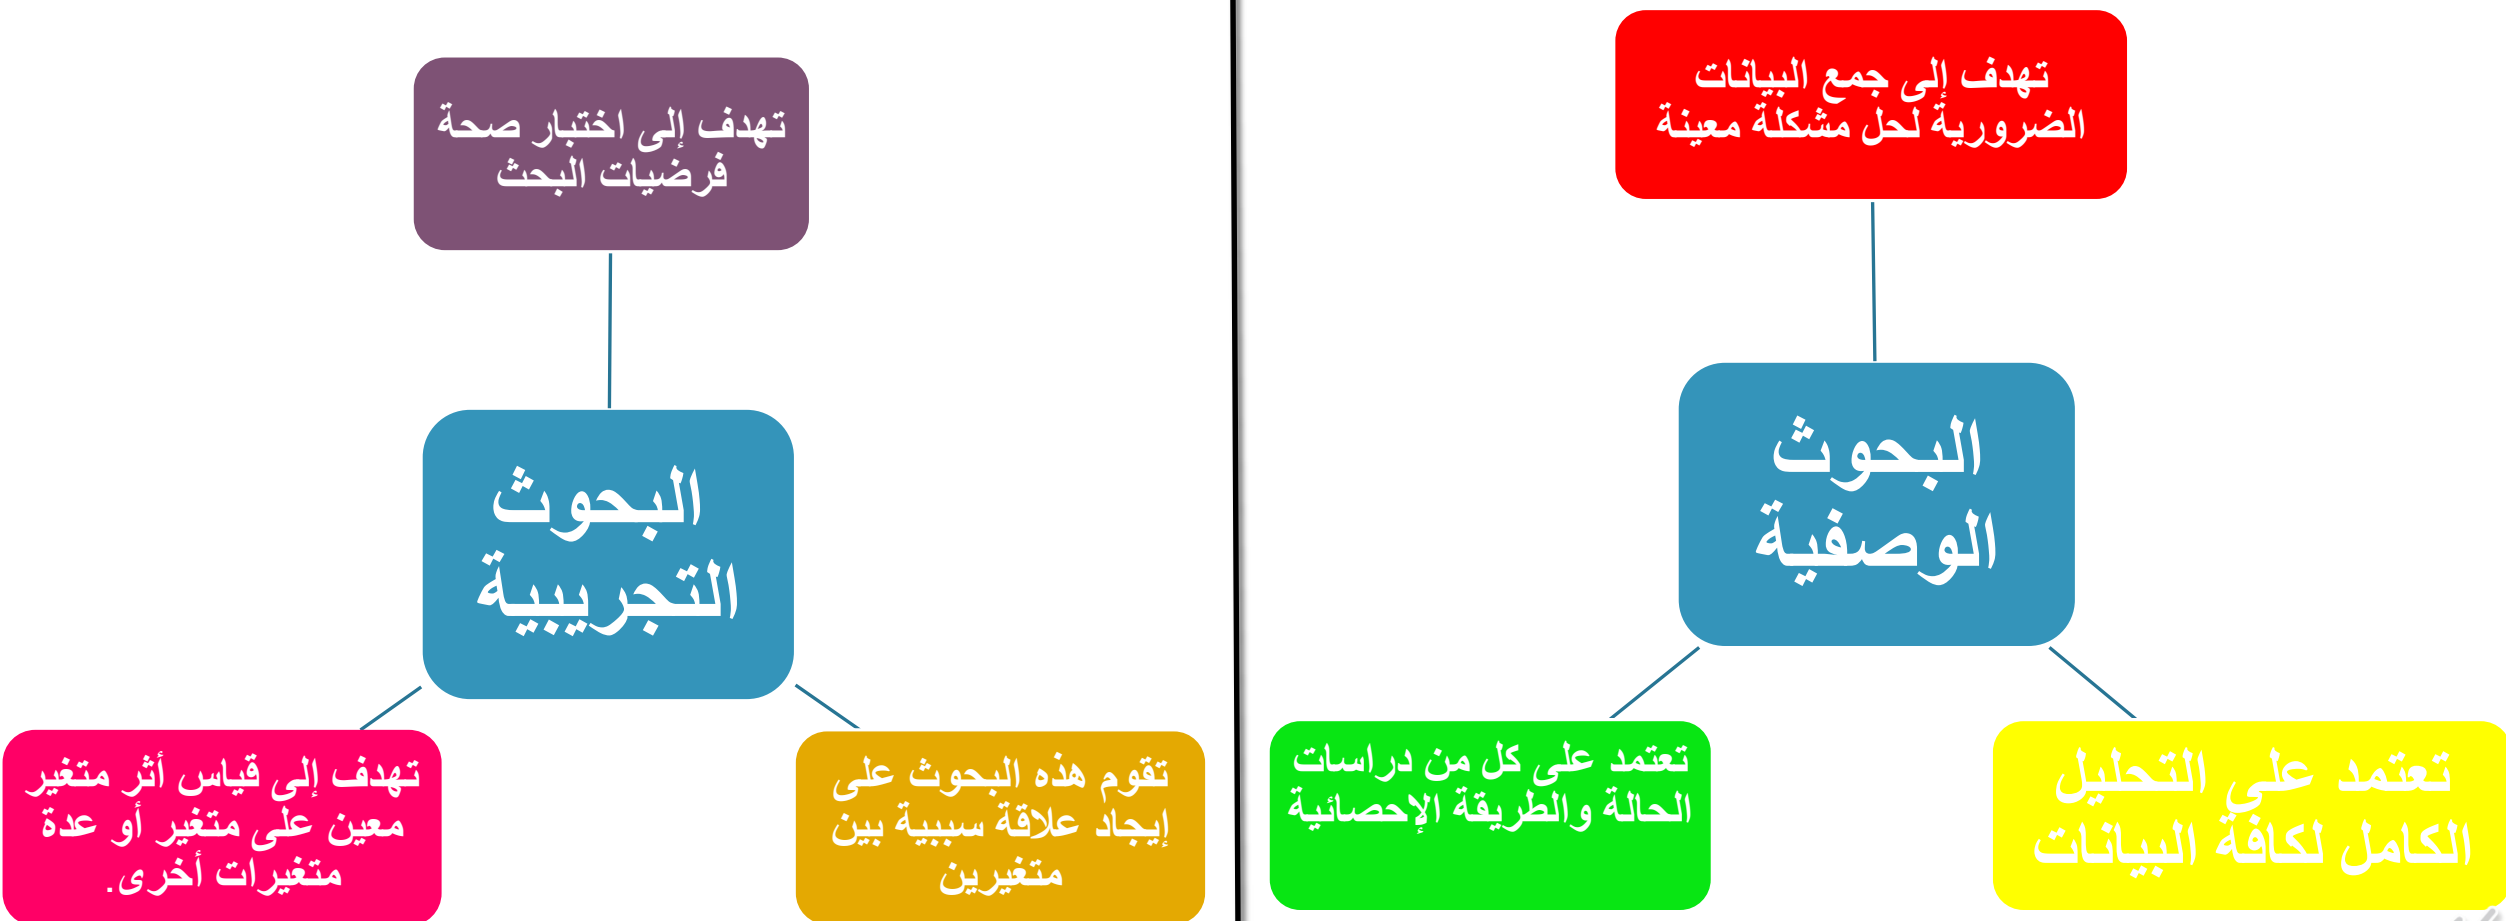 تهدف إلى جمع البيانات
الضرورية لحل مشكلة معينة
البحوث
الوصفية
تعتمد على التحليل
الكامل لكافة البيانات
تعتمد على كل من دراسات
الحالة و الطريقة الإحصائية
تهدف إلى اختبار صحة
فرضيات البحث
البحوث
التجريبية
تقوم هذه البحوث على
إيجاد علاقة سببية بين
متغيرين
تهدف إلى قياس أثر متغير
معين على متغير أو عدة
متغيرات أخرى.